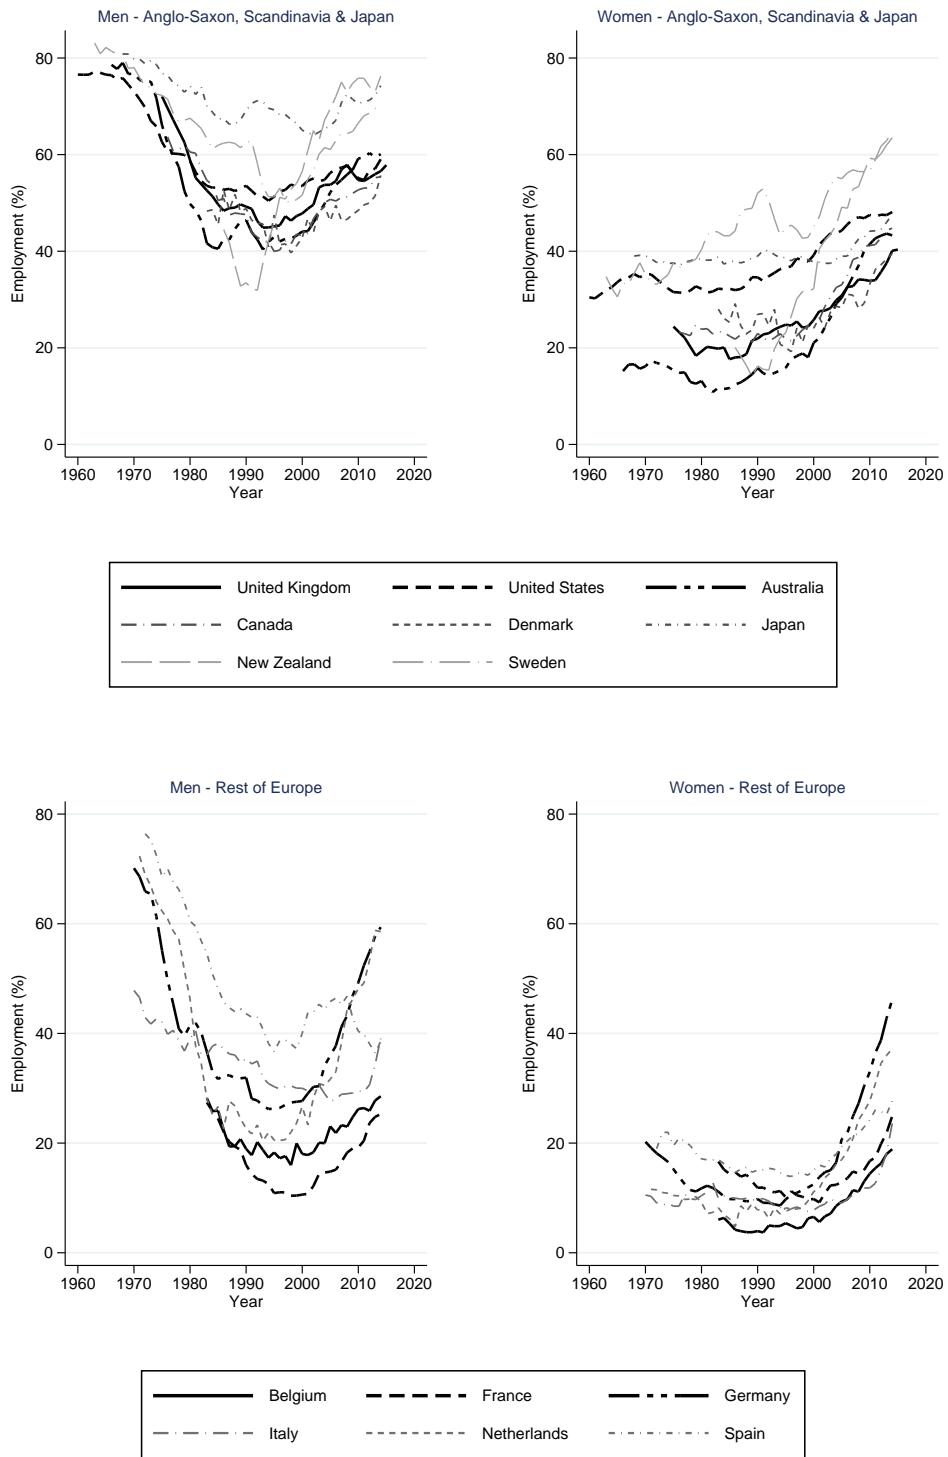 Men - Anglo-Saxon, Scandinavia & Japan
Employment (%)
80
60
40
20
0
1960 1970 1980 1990 2000 2010 2020
Year
Women - Anglo-Saxon, Scandinavia & Japan
Employment (%)
80
60
40
20
0
1960 1970 1980 1990 2000 2010 2020
Year
United Kingdom United States Australia
Canada Denmark Japan
New Zealand Sweden
Men - Rest of Europe
Employment (%)
80
60
40
20
0
1960 1970 1980 1990 2000 2010 2020
Year
Women - Rest of Europe
Employment (%)
80
60
40
20
0
1960 1970 1980 1990 2000 2010 2020
Year
Belgium France Germany
Italy Netherlands Spain